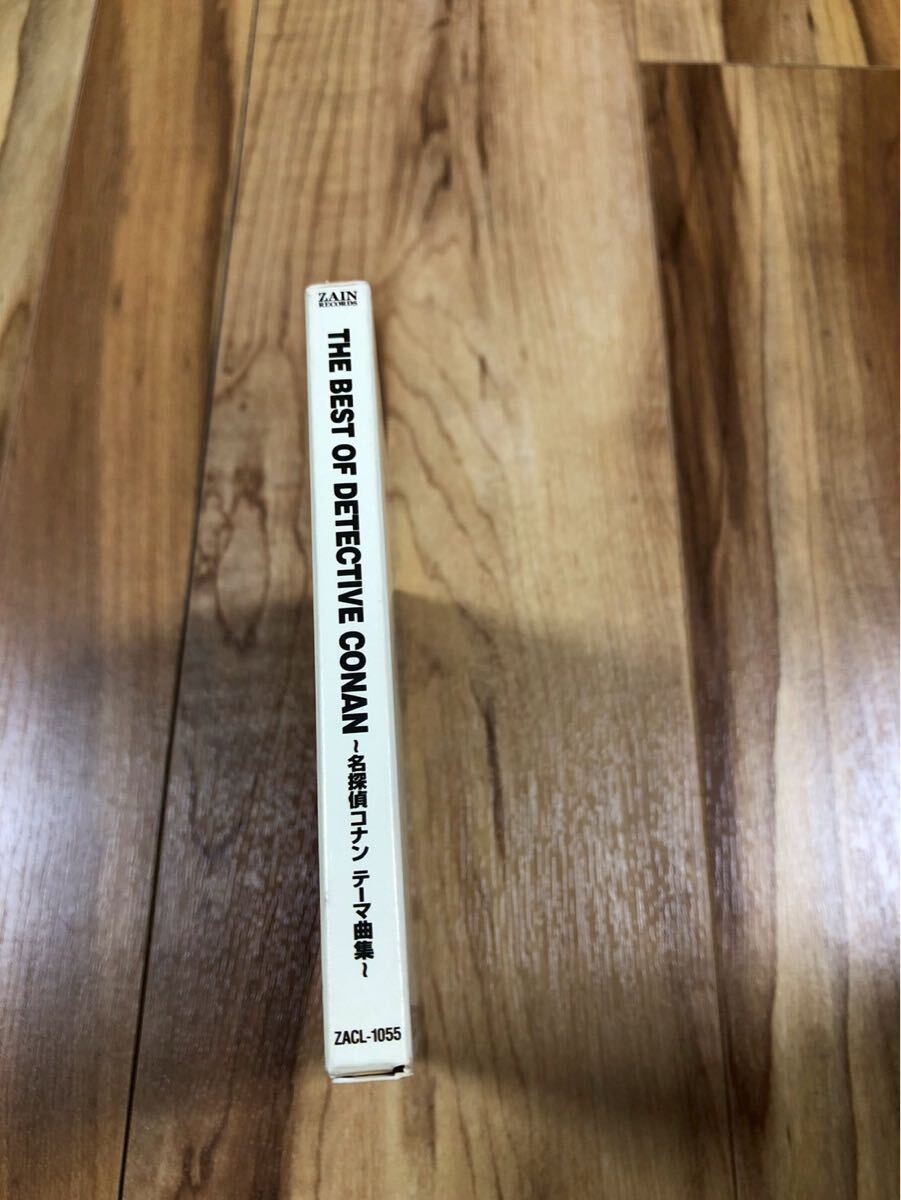 ZAIN
RECORDS
THE BEST OF DETECTIVE CONAN ~名探偵コナン テーマ曲集~
ZACL-1055